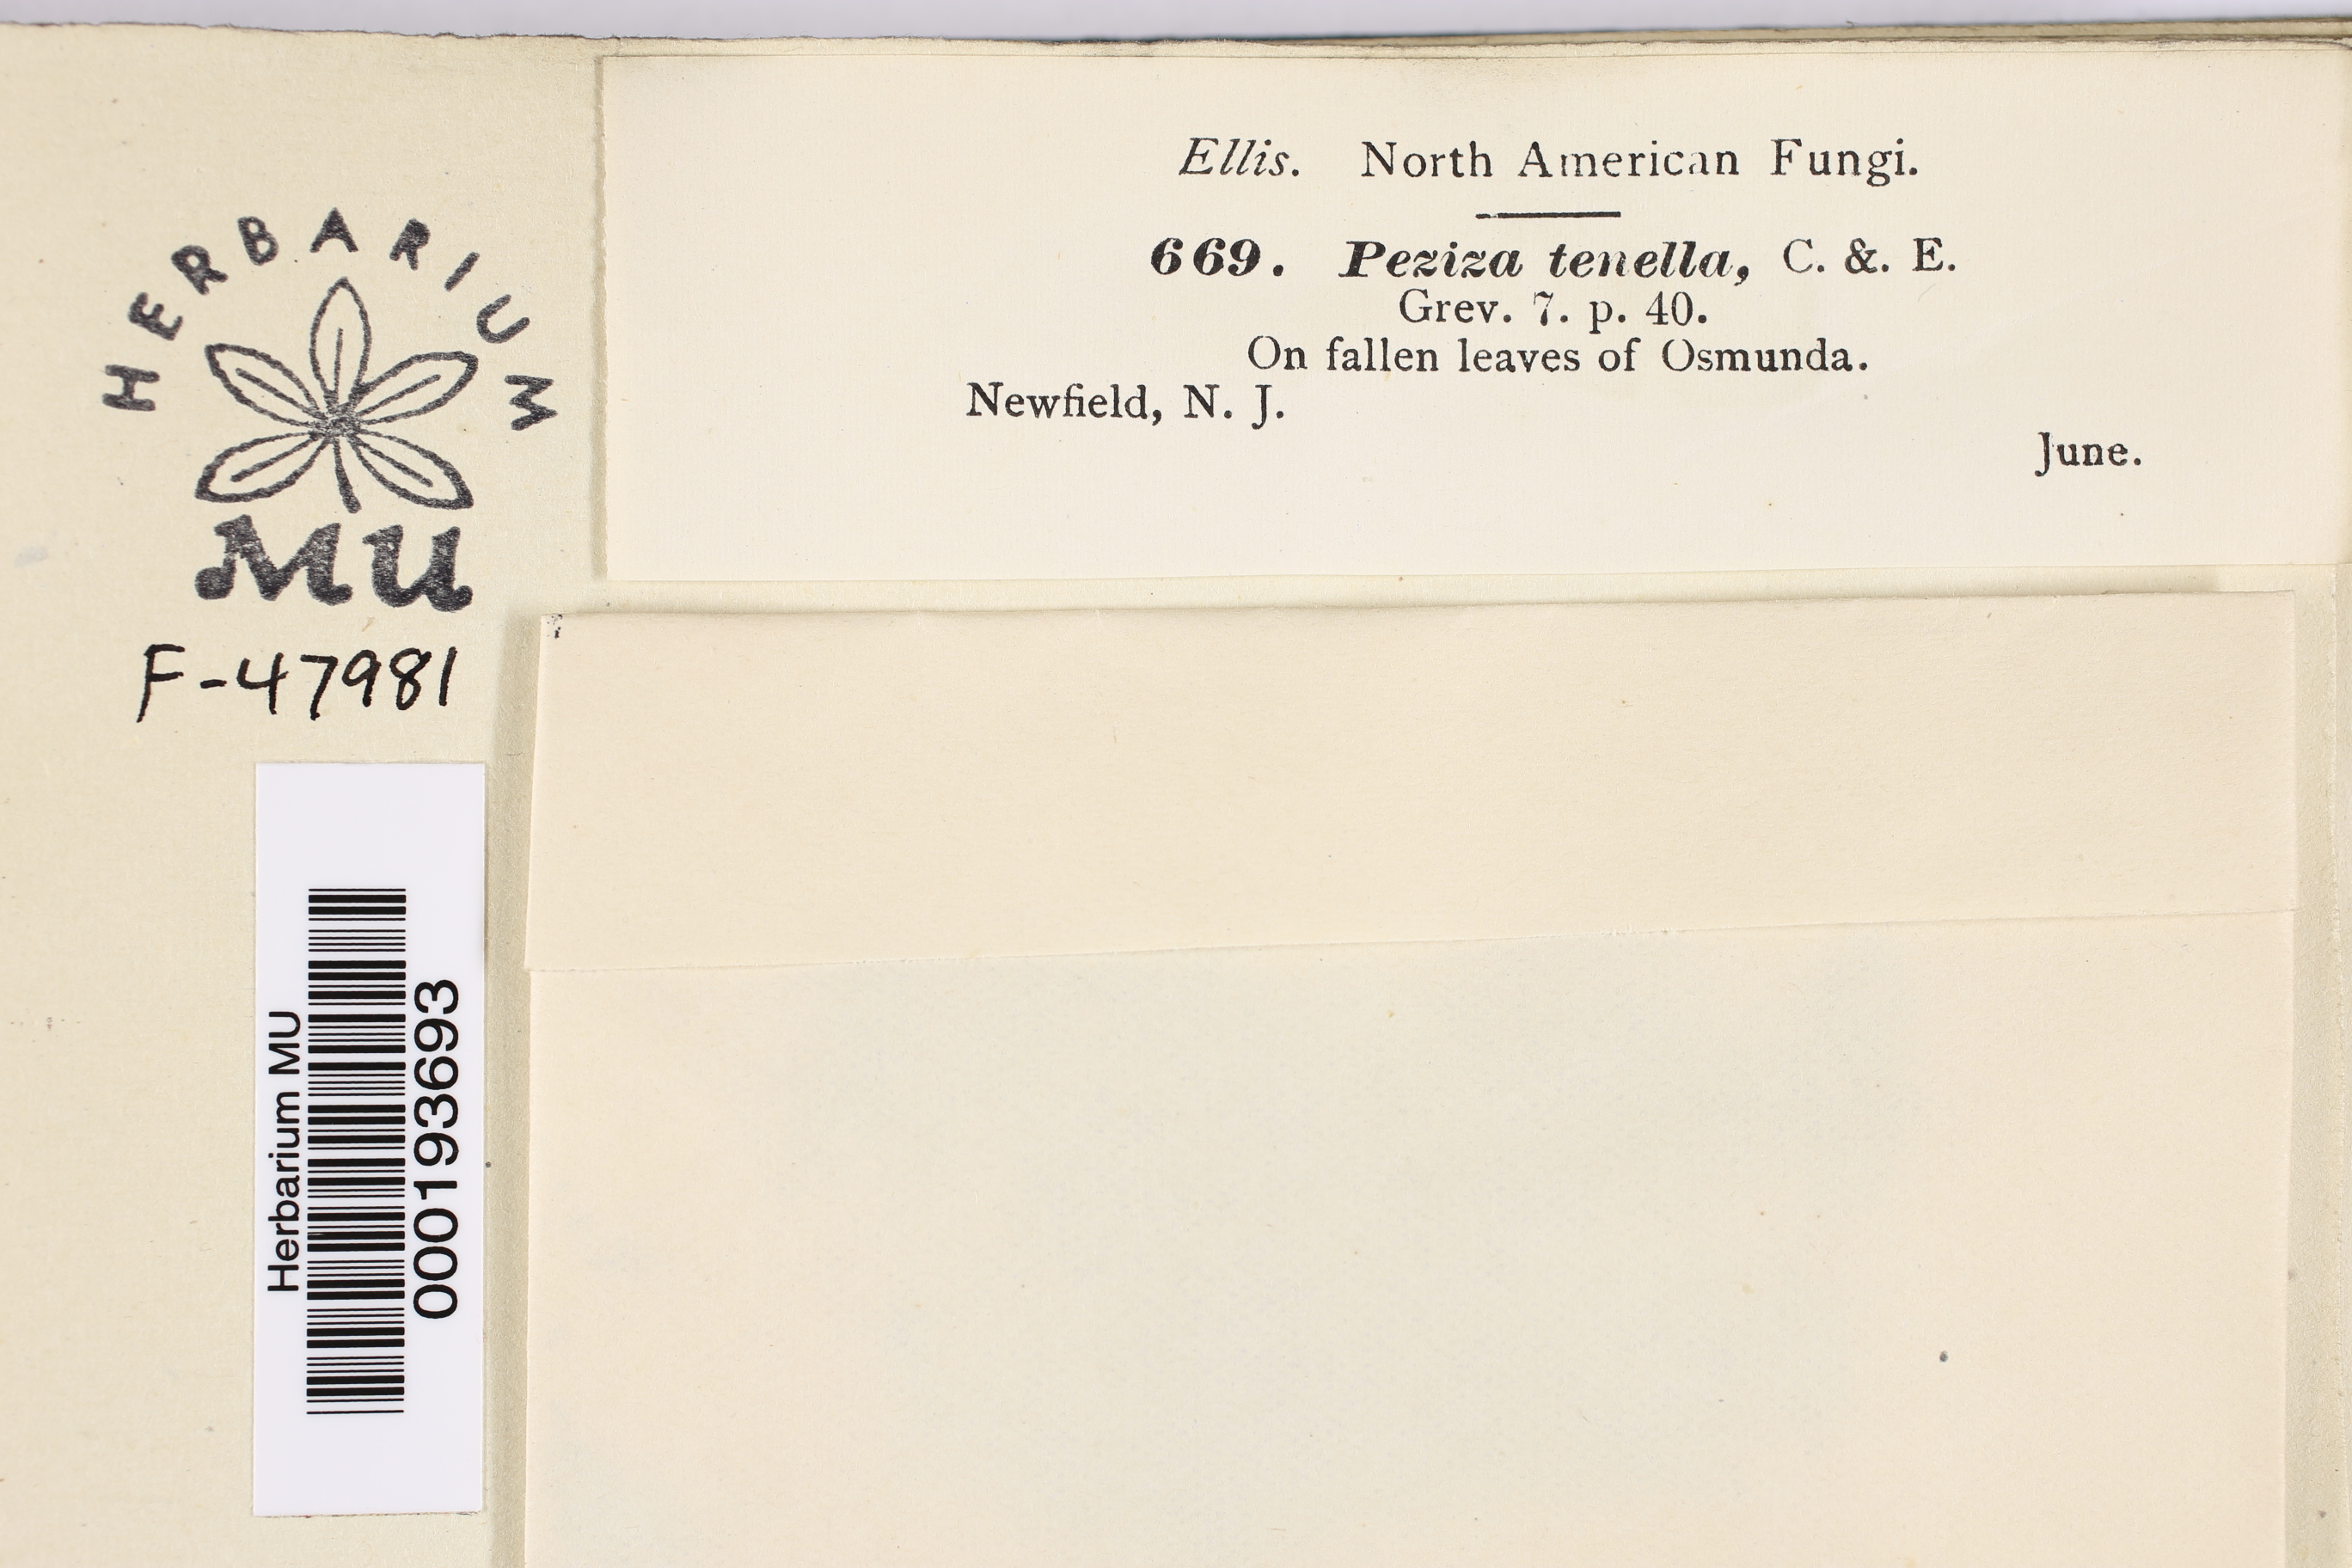 Ellis. North American Fungi.
669. Peziza tenella, C. &. E.
Grev. 7. p. 40.
On fallen leaves of Osmunda.
Newfield, N. J.
June.
HERBARIUM
MU
F-47981
Herbarium MU
000193693